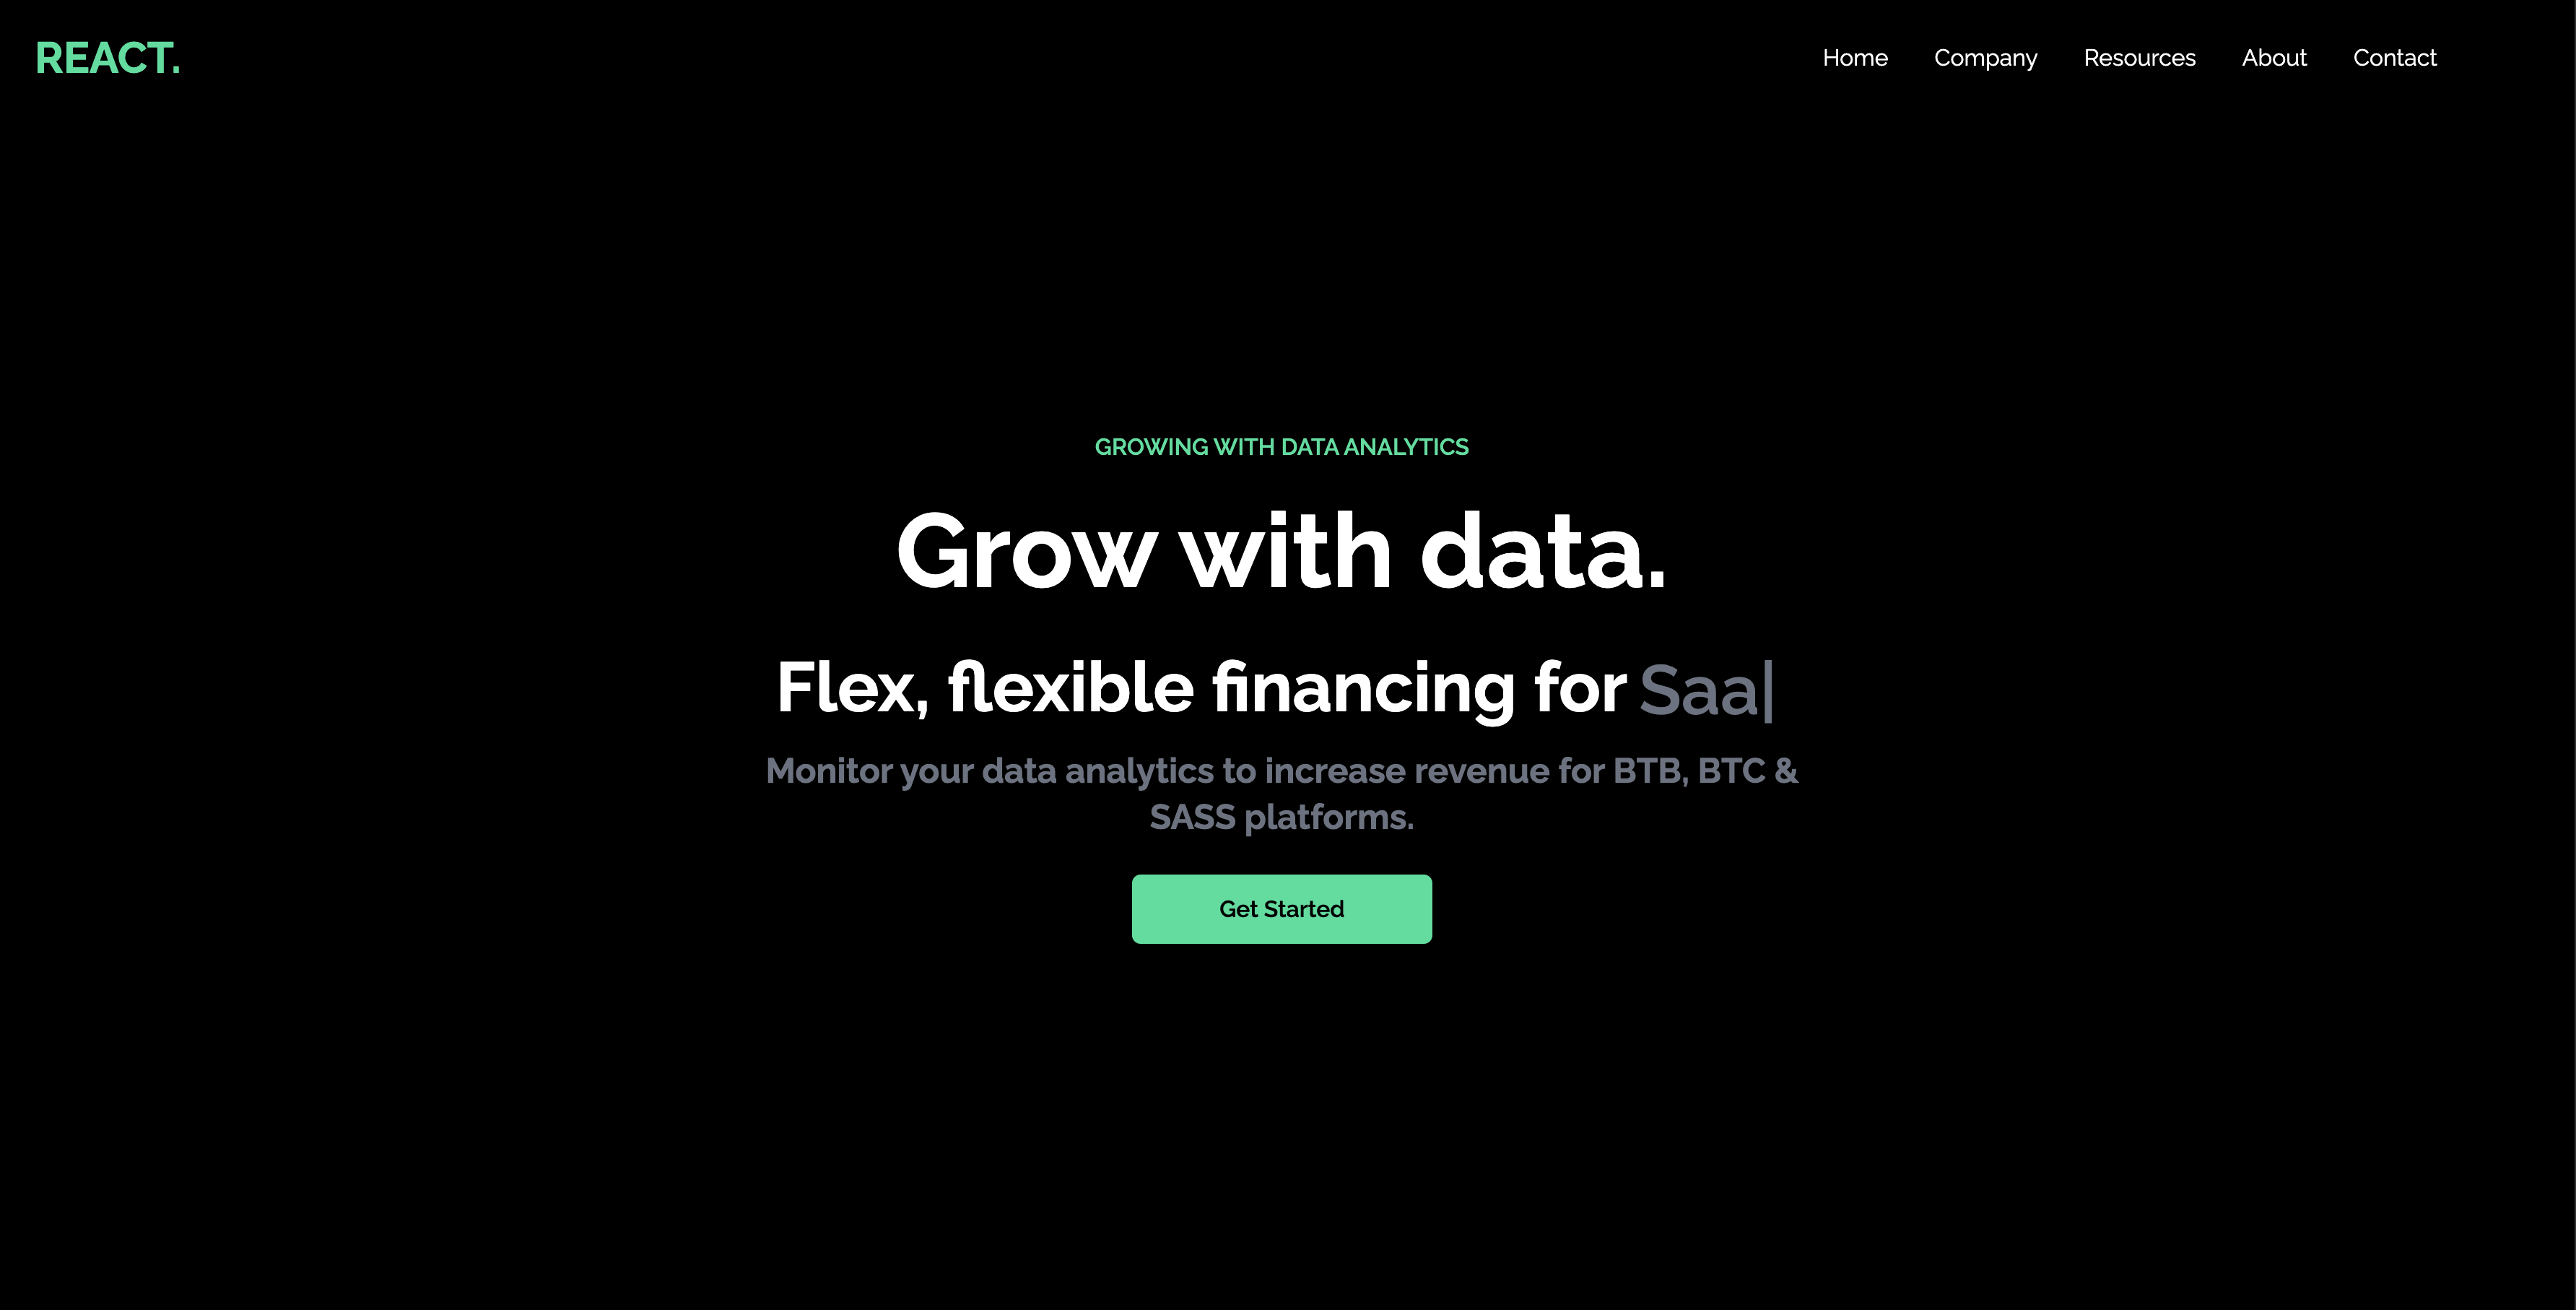 REACT.
Home Company Resources About Contact
GROWING WITH DATA ANALYTICS
Grow with data.
Flex, flexible financing for Saa|
Monitor your data analytics to increase revenue for BTB, BTC &
SASS platforms.
Get Started